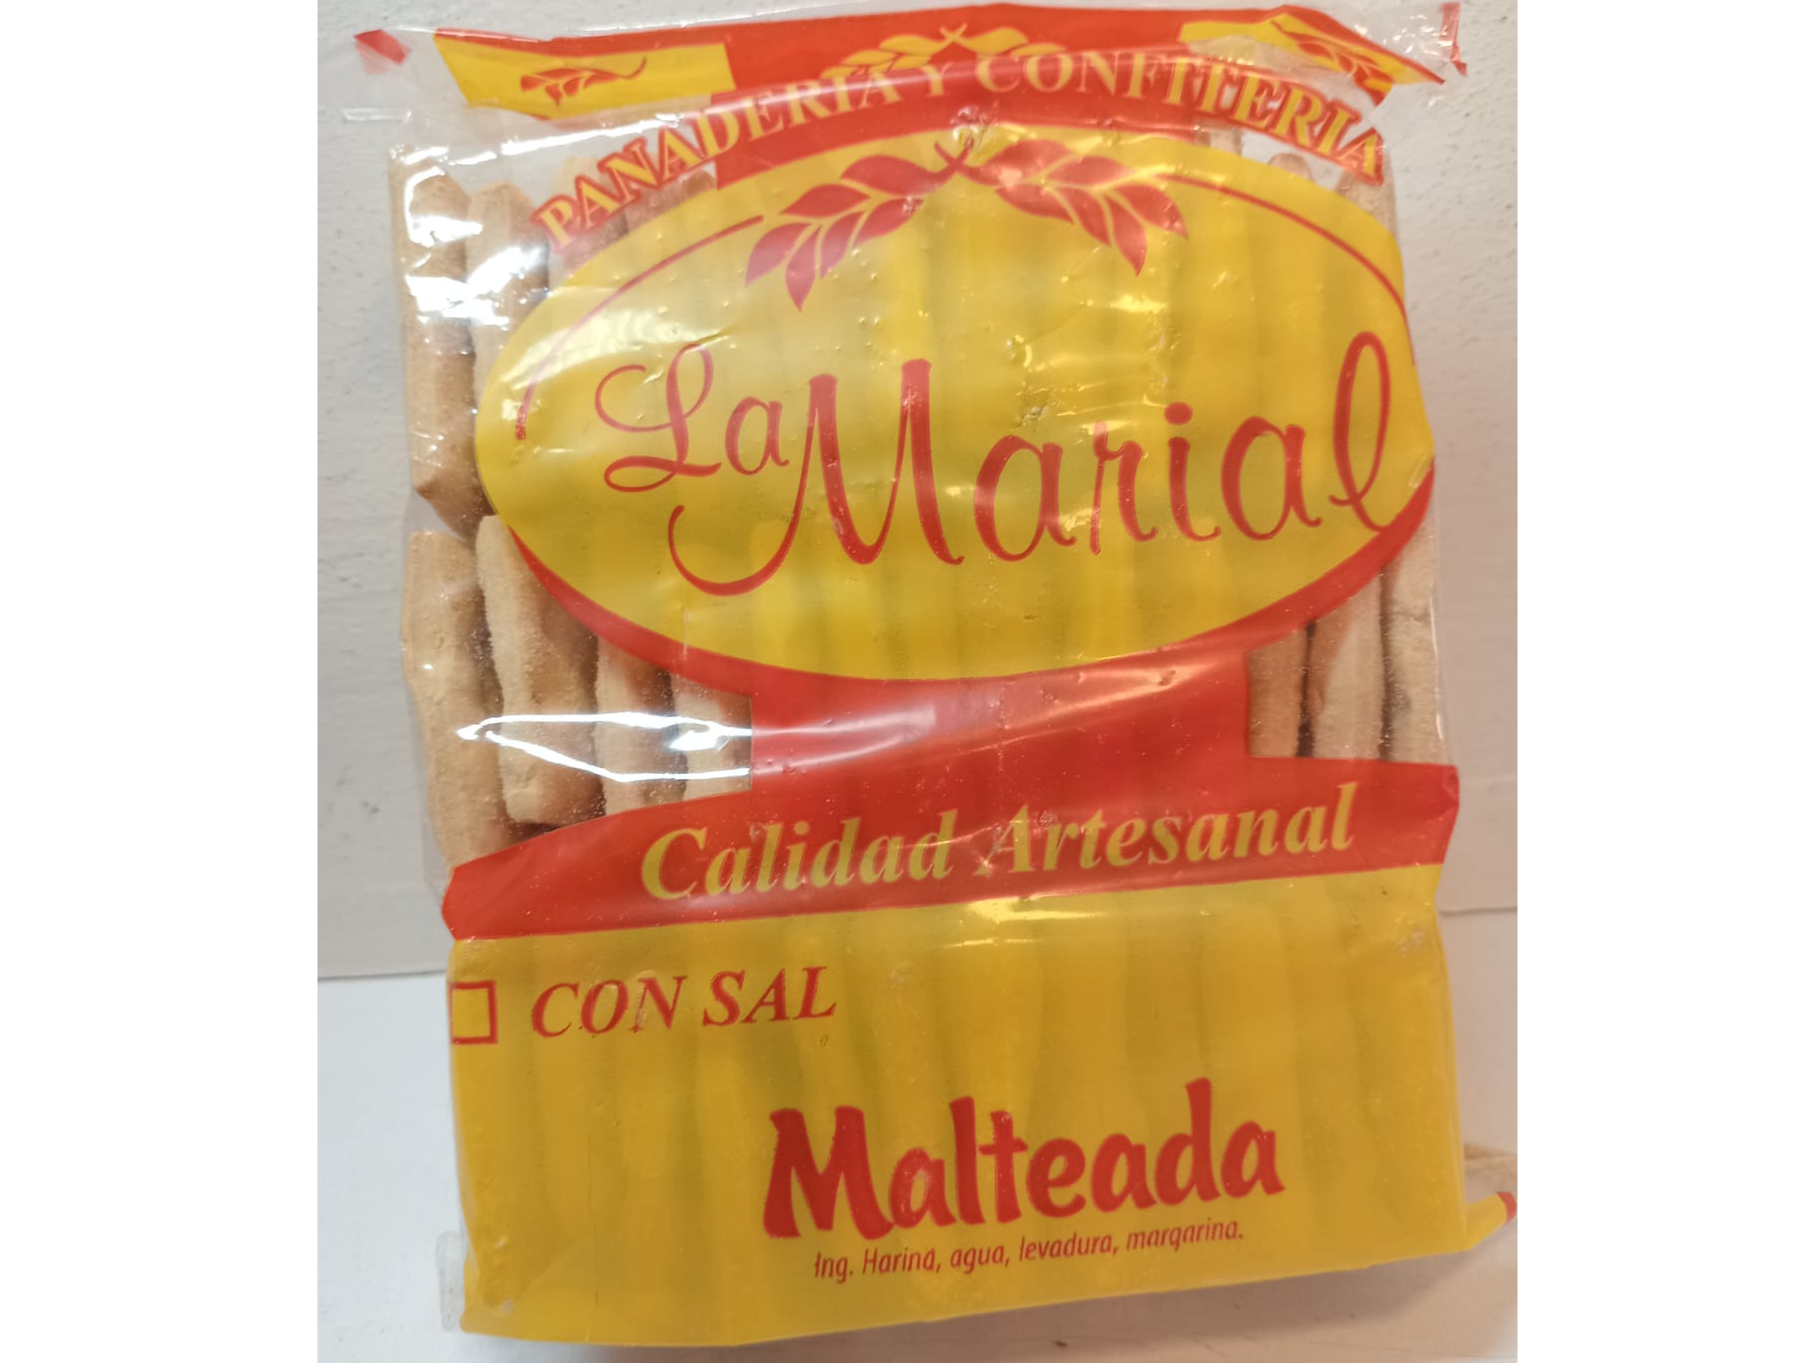 PANADERIA Y CONFITERIA
La Marial
Calidad Artesanal
CON SAL
Malteada
Ing. Harina, agua, levadura, margarina.